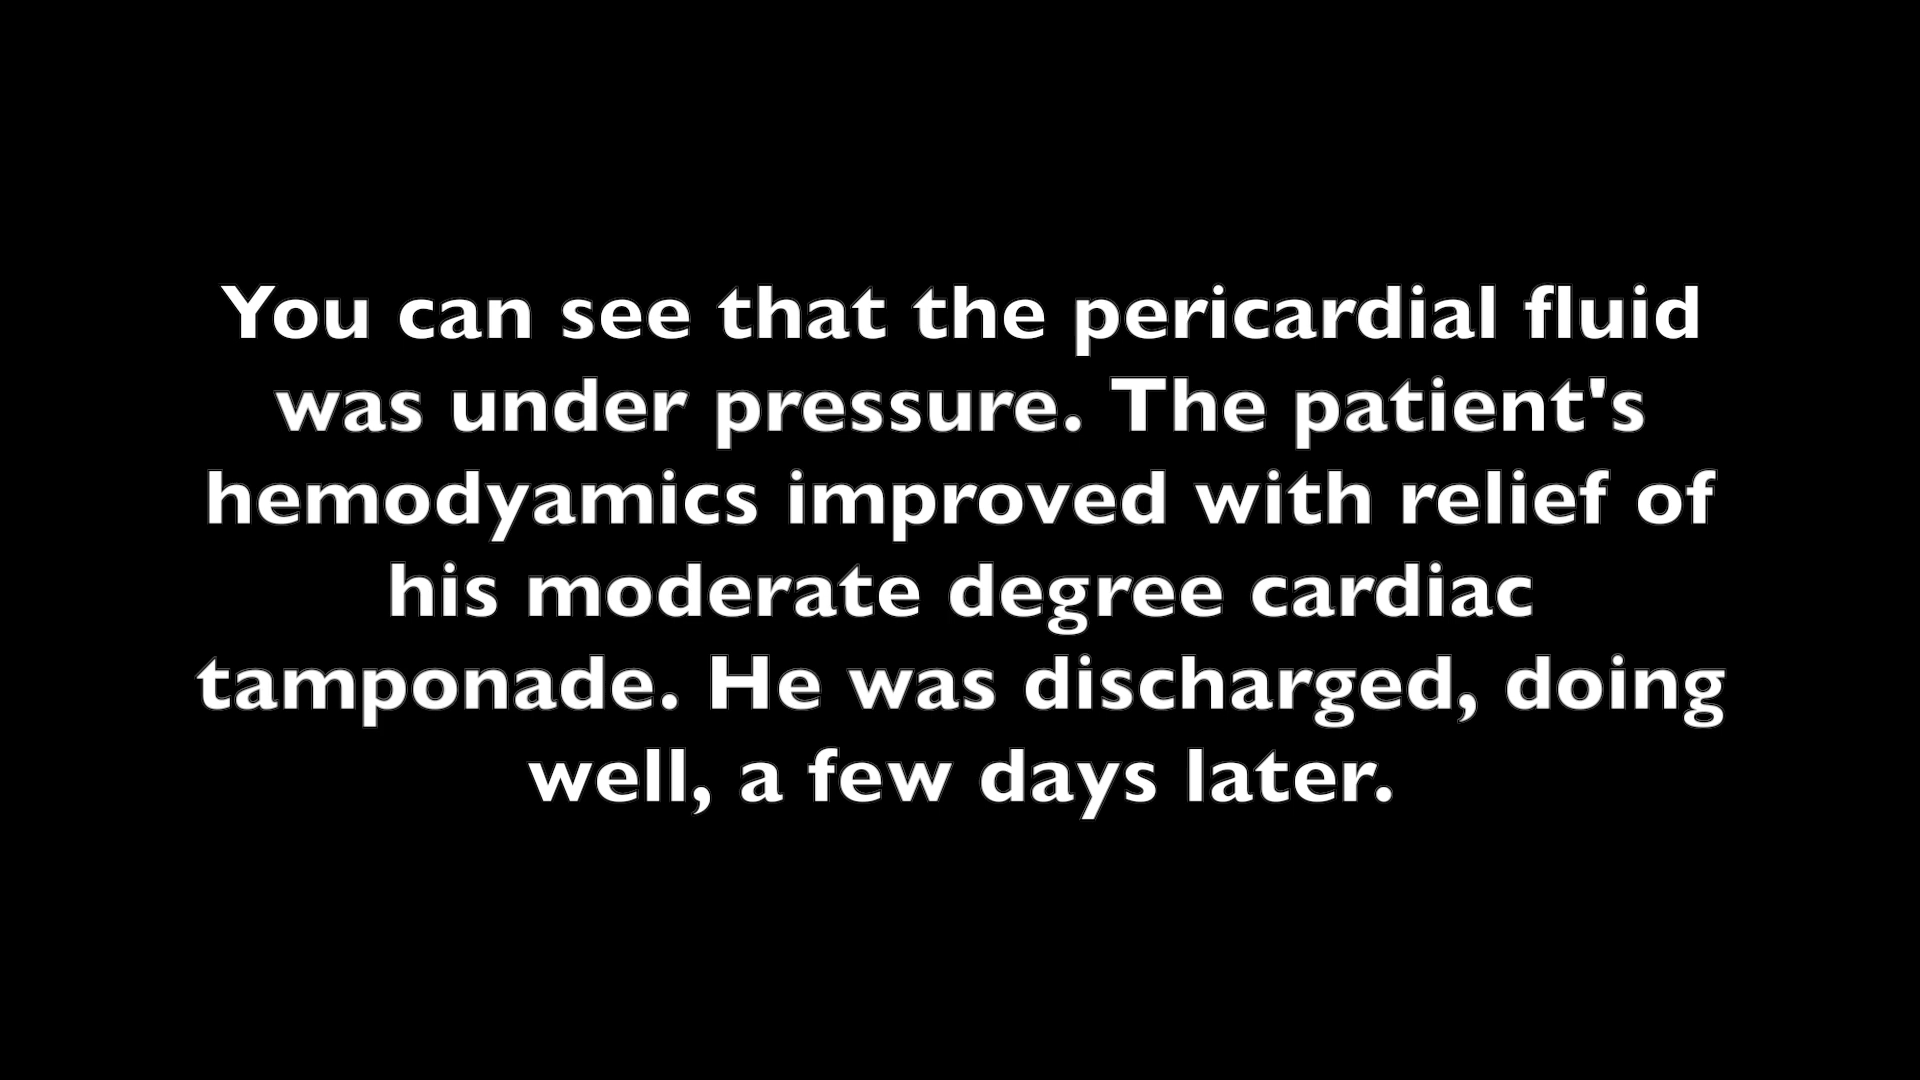 You can see that the pericardial fluid
was under pressure. The patient's
hemodyamics improved with relief of
his moderate degree cardiac
tamponade. He was discharged, doing
well, a few days later.